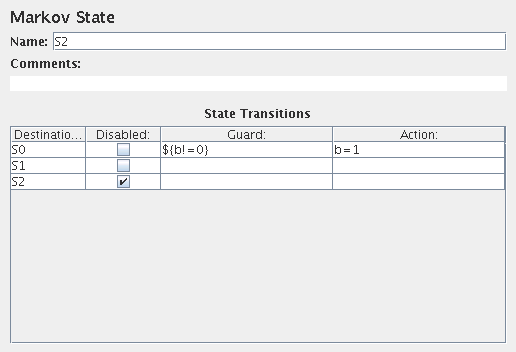 Markov State
Name: S2
Comments:
State Transitions
Destinatio... Disabled: Guard: Action:
S0 ${b!=0} b=1
S1
S2